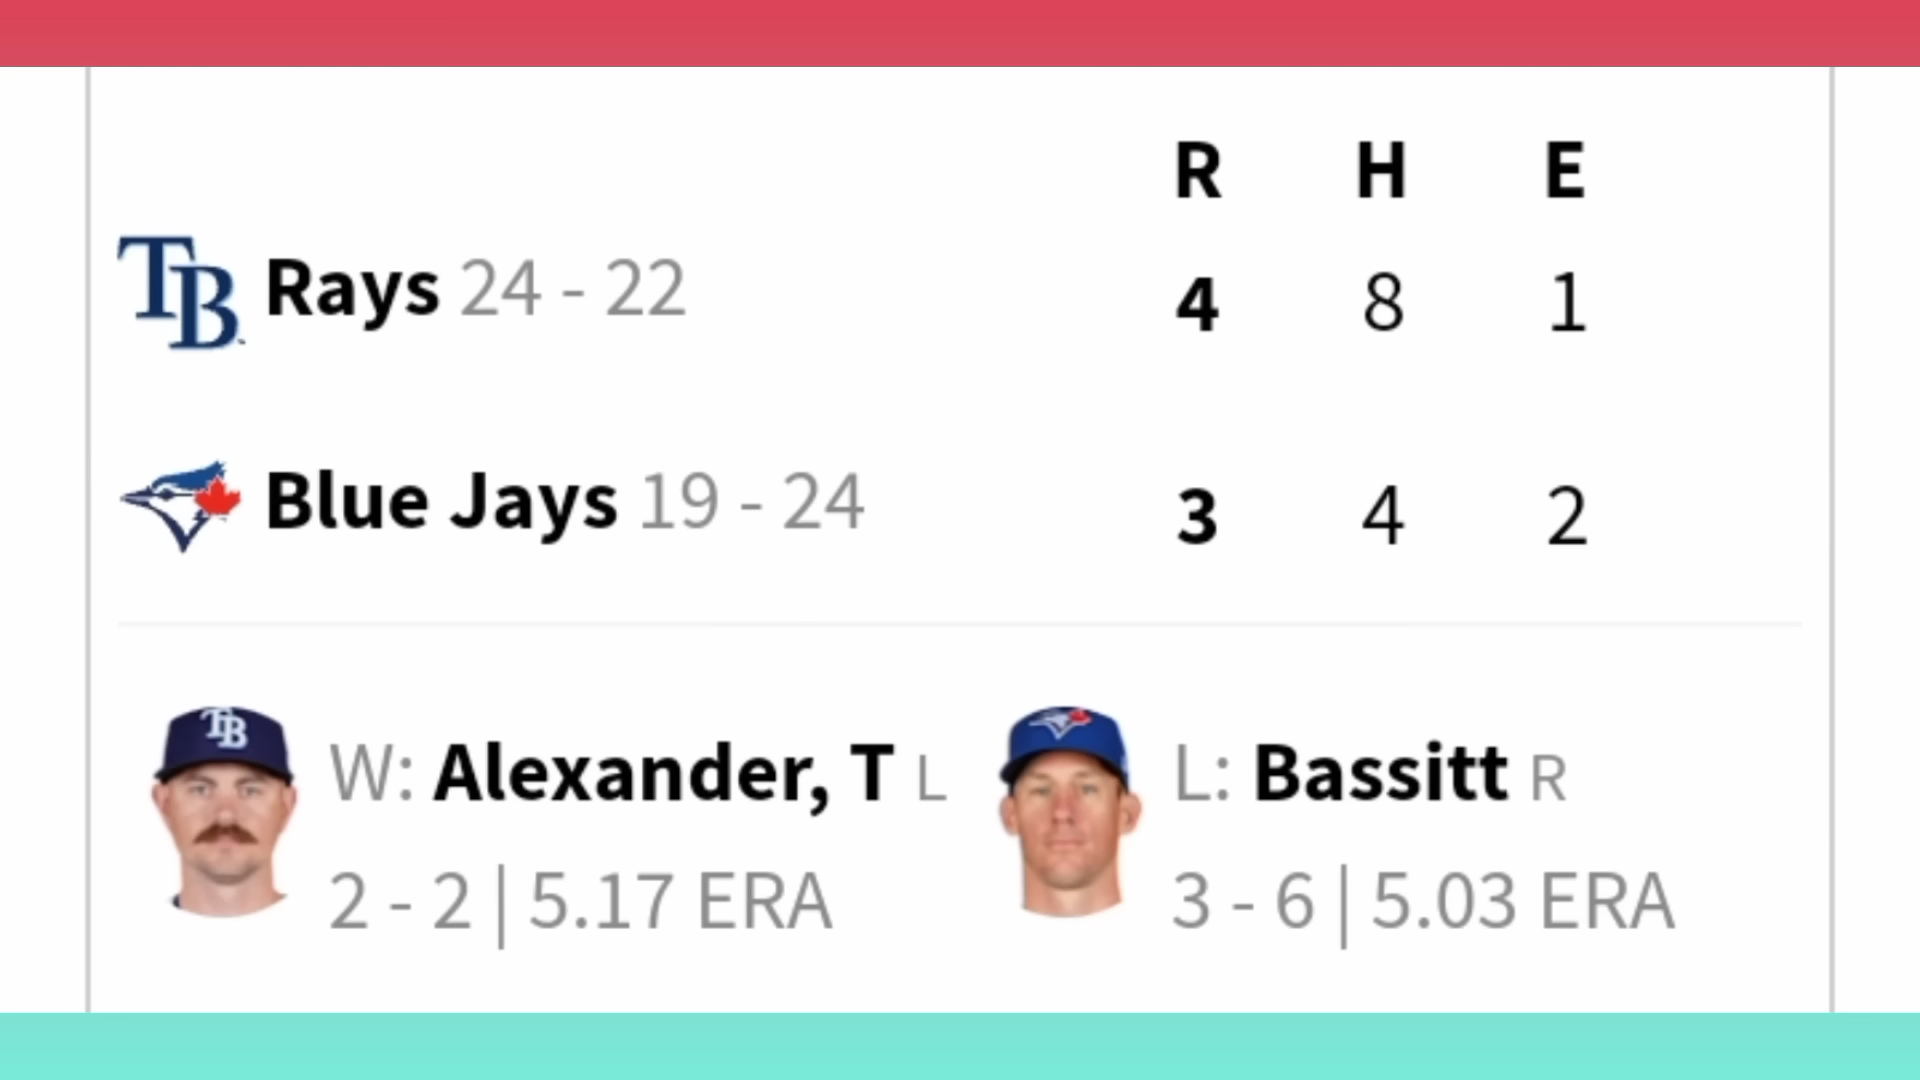 R H E
TB Rays 24 - 22 4 8 1
Blue Jays 19 - 24 3 4 2
TB W: Alexander, T L L: Bassitt R
2 - 2 | 5.17 ERA 3 - 6 | 5.03 ERA